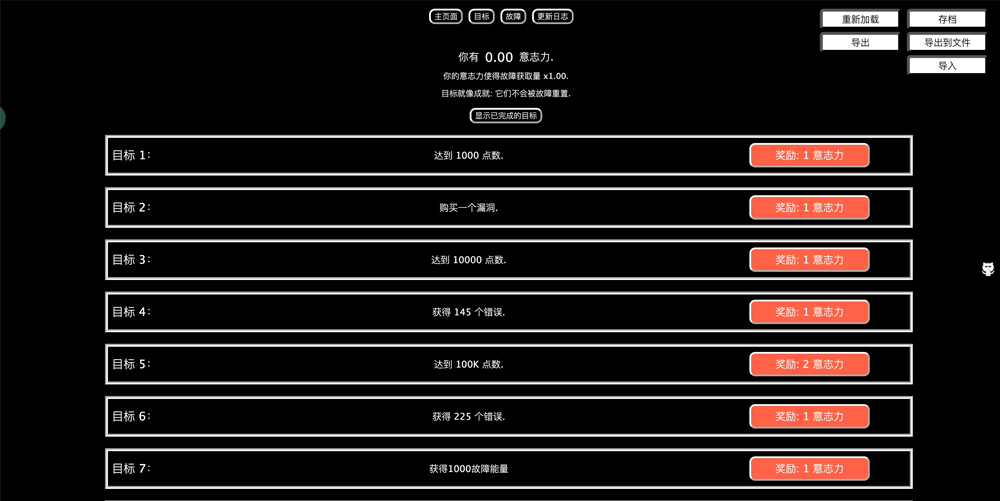 主页面 目标 故障 更新日志
重新加载 存档
导出 导出到文件
导入
你有 0.00 意志力.
你的意志力使得故障获取量 x1.00.
目标就像成就: 它们不会被故障重置.
显示已完成的目标
目标 1: 达到 1000 点数. 奖励: 1 意志力
目标 2: 购买一个漏洞. 奖励: 1 意志力
目标 3: 达到 10000 点数. 奖励: 1 意志力
目标 4: 获得 145 个错误. 奖励: 1 意志力
目标 5: 达到 100K 点数. 奖励: 2 意志力
目标 6: 获得 225 个错误. 奖励: 1 意志力
目标 7: 获得1000故障能量 奖励: 1 意志力